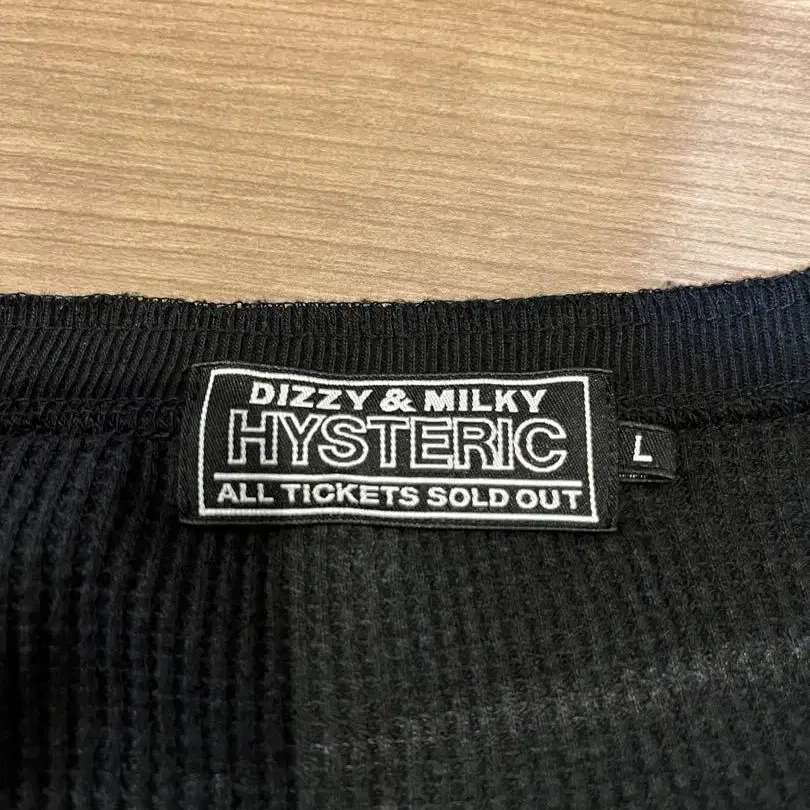 DIZZY & MILKY
HYSTERIC
ALL TICKETS SOLD OUT
L